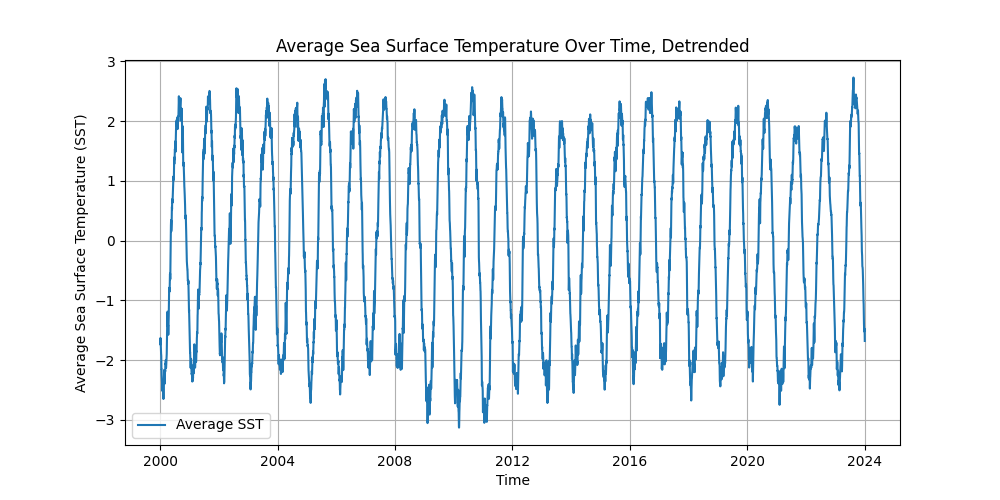 Average Sea Surface Temperature Over Time, Detrended
Average Sea Surface Temperature (SST)
3
2
1
0
−1
−2
−3
Average SST
2000 2004 2008 2012 2016 2020 2024
Time